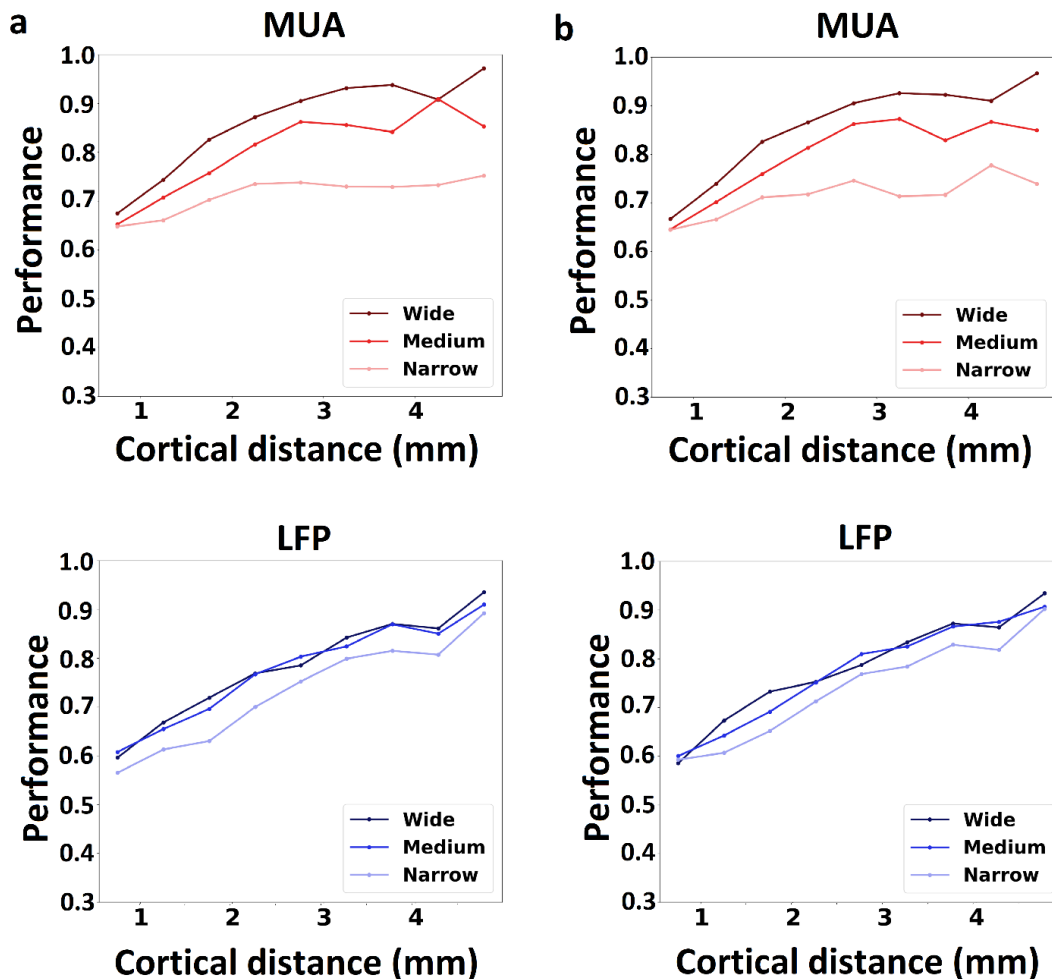 a
MUA
Performance
1.0
0.9
0.8
0.7
0.6
0.5
0.4
0.3
Wide
Medium
Narrow
1 2 3 4
Cortical distance (mm)
b
MUA
Performance
1.0
0.9
0.8
0.7
0.6
0.5
0.4
0.3
Wide
Medium
Narrow
1 2 3 4
Cortical distance (mm)
LFP
Performance
1.0
0.9
0.8
0.7
0.6
0.5
0.4
0.3
Wide
Medium
Narrow
1 2 3 4
Cortical distance (mm)
LFP
Performance
1.0
0.9
0.8
0.7
0.6
0.5
0.4
0.3
Wide
Medium
Narrow
1 2 3 4
Cortical distance (mm)